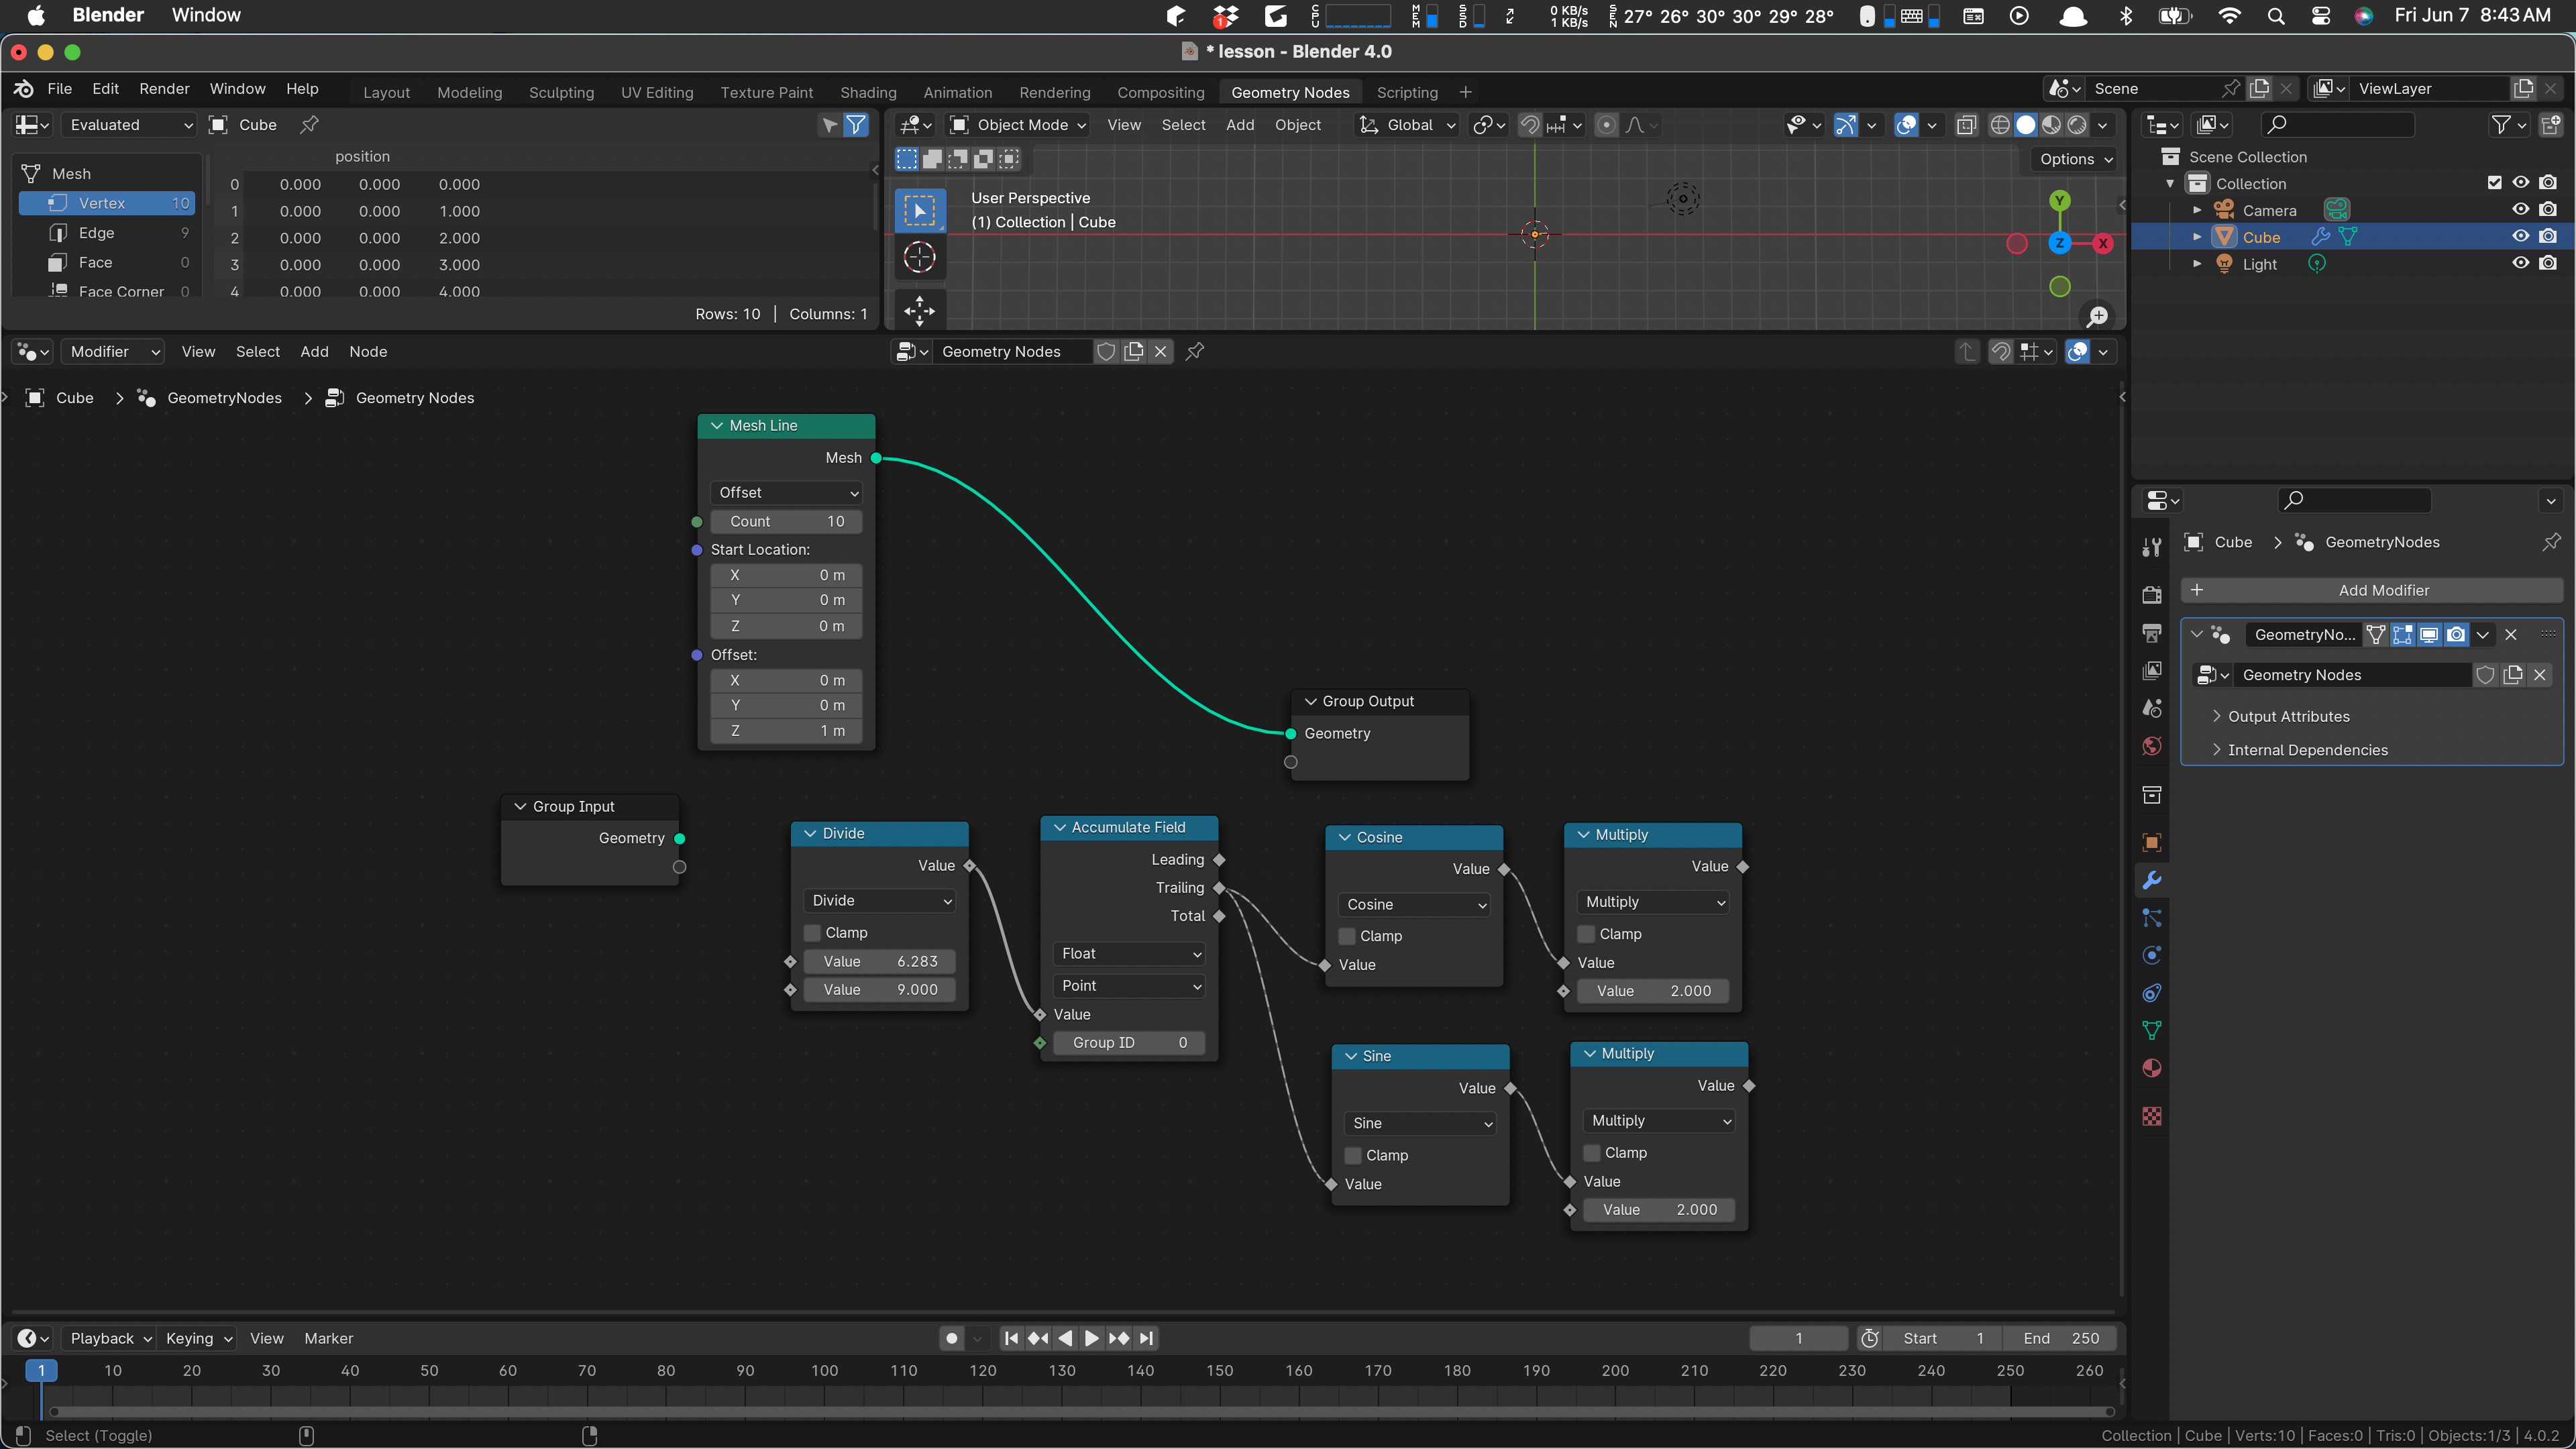 Blender Window
1
CPU
MEM
SSD
0 KB/s
1 KB/s
SEN
27° 26° 30° 30° 29° 28°
Fri Jun 7 8:43 AM
* lesson - Blender 4.0
File Edit Render Window Help
Layout Modeling Sculpting UV Editing Texture Paint Shading Animation Rendering Compositing Geometry Nodes Scripting +
Scene
ViewLayer
Evaluated
Cube
position
Mesh
Vertex 10
Edge 9
Face 0
Face Corner 0
0 0.000 0.000 0.000
1 0.000 0.000 1.000
2 0.000 0.000 2.000
3 0.000 0.000 3.000
4 0.000 0.000 4.000
Rows: 10 | Columns: 1
Object Mode View Select Add Object Global
Options
User Perspective
(1) Collection | Cube
Y
Z
X
Scene Collection
Collection
Camera
Cube
Light
Modifier View Select Add Node
Geometry Nodes
Cube > GeometryNodes > Geometry Nodes
Mesh Line
Mesh
Offset
Count 10
Start Location:
X 0 m
Y 0 m
Z 0 m
Offset:
X 0 m
Y 0 m
Z 1 m
Group Output
Geometry
Group Input
Geometry
Divide
Value
Divide
Clamp
Value 6.283
Value 9.000
Accumulate Field
Leading
Trailing
Total
Float
Point
Value
Group ID 0
Cosine
Value
Cosine
Clamp
Value
Multiply
Value
Multiply
Clamp
Value
Value 2.000
Sine
Value
Sine
Clamp
Value
Multiply
Value
Multiply
Clamp
Value
Value 2.000
Cube > GeometryNodes
+ Add Modifier
GeometryNo...
Geometry Nodes
Output Attributes
Internal Dependencies
Playback Keying View Marker
1
Start 1
End 250
1 10 20 30 40 50 60 70 80 90 100 110 120 130 140 150 160 170 180 190 200 210 220 230 240 250 260
Select (Toggle)
Collection | Cube | Verts:10 | Faces:0 | Tris:0 | Objects:1/3 | 4.0.2